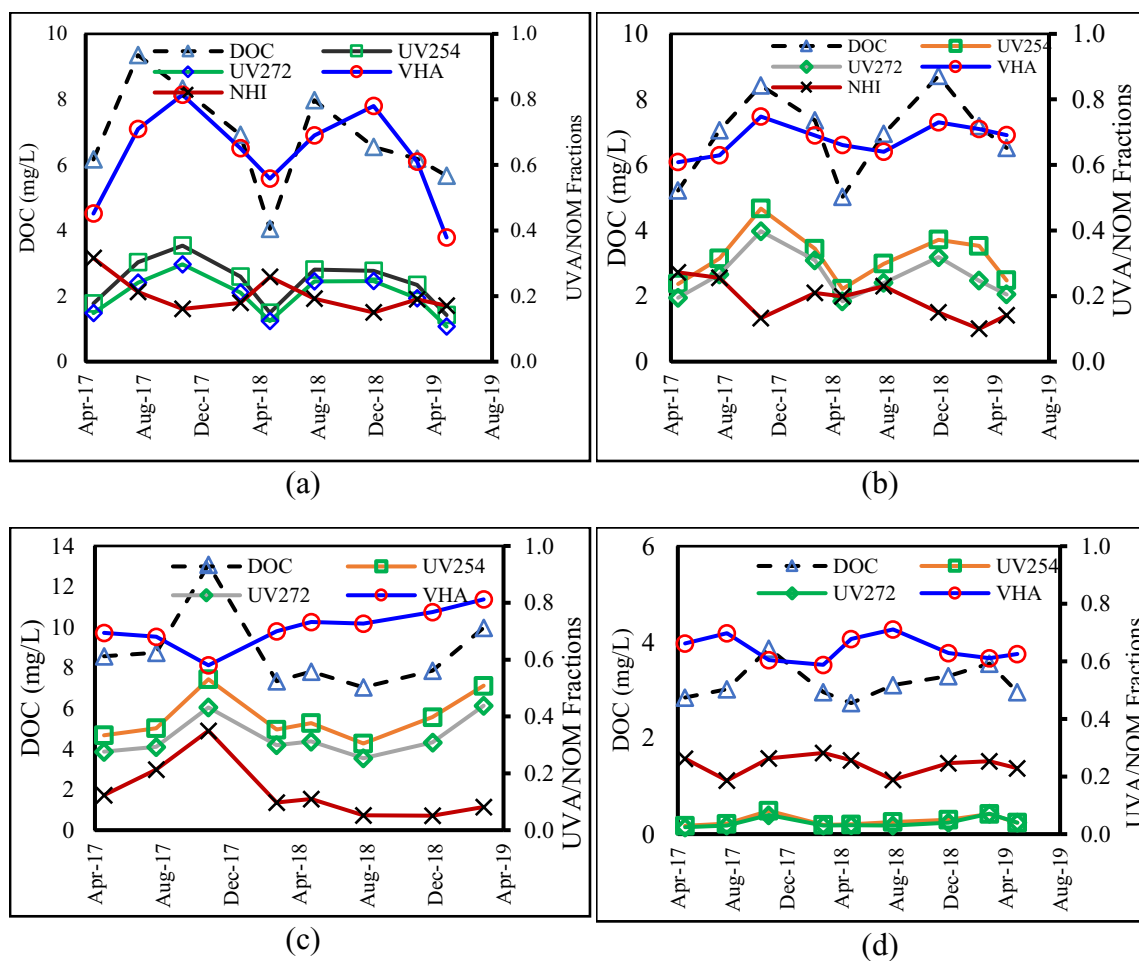 10
8
6
4
2
0
DOC (mg/L)
DOC
UV254
UV272
VHA
NHI
1.0
0.8
0.6
0.4
0.2
0.0
UVA/NOM Fractions
Apr-17
Aug-17
Dec-17
Apr-18
Aug-18
Dec-18
Apr-19
Aug-19
(a)
10
8
6
4
2
0
DOC (mg/L)
DOC
UV254
UV272
VHA
NHI
1.0
0.8
0.6
0.4
0.2
0.0
UVA/NOM Fractions
Apr-17
Aug-17
Dec-17
Apr-18
Aug-18
Dec-18
Apr-19
Aug-19
(b)
14
12
10
8
6
4
2
0
DOC (mg/L)
DOC
UV254
UV272
VHA
1.0
0.8
0.6
0.4
0.2
0.0
UVA/NOM Fractions
Apr-17
Aug-17
Dec-17
Apr-18
Aug-18
Dec-18
Apr-19
(c)
6
4
2
0
DOC (mg/L)
DOC
UV254
UV272
VHA
1.0
0.8
0.6
0.4
0.2
0.0
UVA/NOM Fractions
Apr-17
Aug-17
Dec-17
Apr-18
Aug-18
Dec-18
Apr-19
Aug-19
(d)